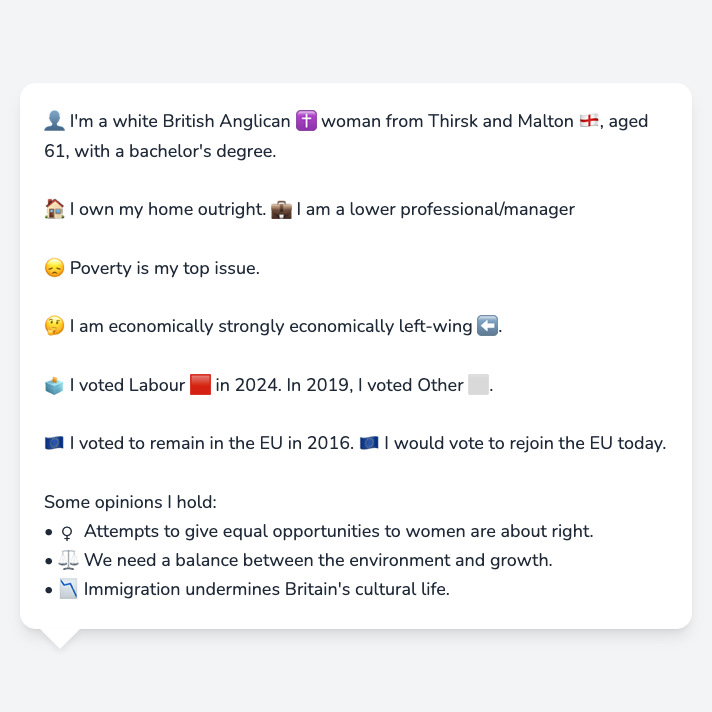 👤 I'm a white British Anglican ✝️ woman from Thirsk and Malton 🏴󠁧󠁢󠁥󠁮󠁧󠁿, aged
61, with a bachelor's degree.
🏠 I own my home outright. 💼 I am a lower professional/manager
😞 Poverty is my top issue.
🤔 I am economically strongly economically left-wing ⬅️.
🗳️ I voted Labour 🟥 in 2024. In 2019, I voted Other ⬜.
🇪🇺 I voted to remain in the EU in 2016. 🇪🇺 I would vote to rejoin the EU today.
Some opinions I hold:
• ♀ Attempts to give equal opportunities to women are about right.
• ⚖️ We need a balance between the environment and growth.
• 📉 Immigration undermines Britain's cultural life.